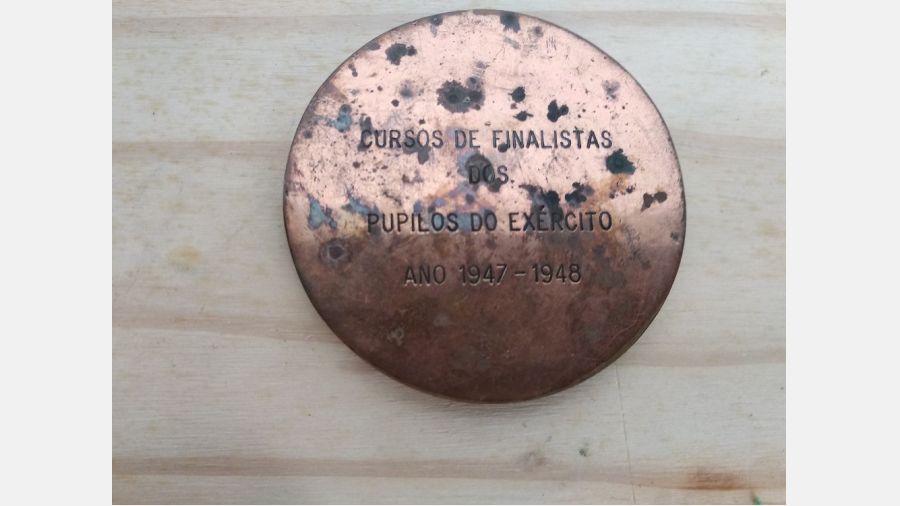 CURSOS DE FINALISTAS
DOS
PUPILOS DO EXÉRCITO
ANO 1947-1948